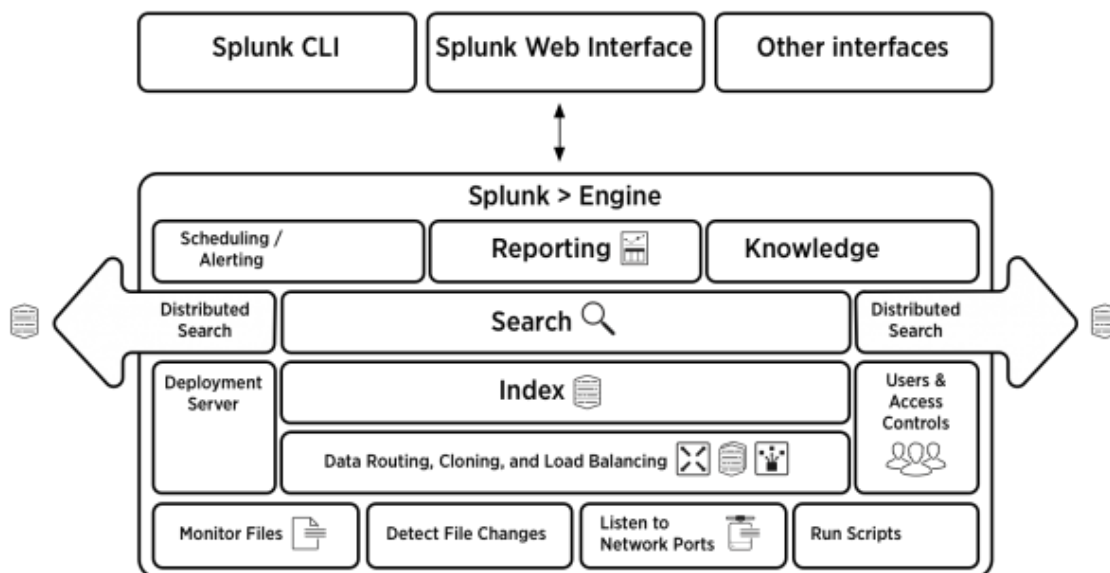 Splunk CLI
Splunk Web Interface
Other interfaces
Splunk > Engine
Scheduling /
Alerting
Reporting
Knowledge
Distributed
Search
Search
Distributed
Search
Deployment
Server
Index
Users &
Access
Controls
Data Routing, Cloning, and Load Balancing
Monitor Files
Detect File Changes
Listen to
Network Ports
Run Scripts